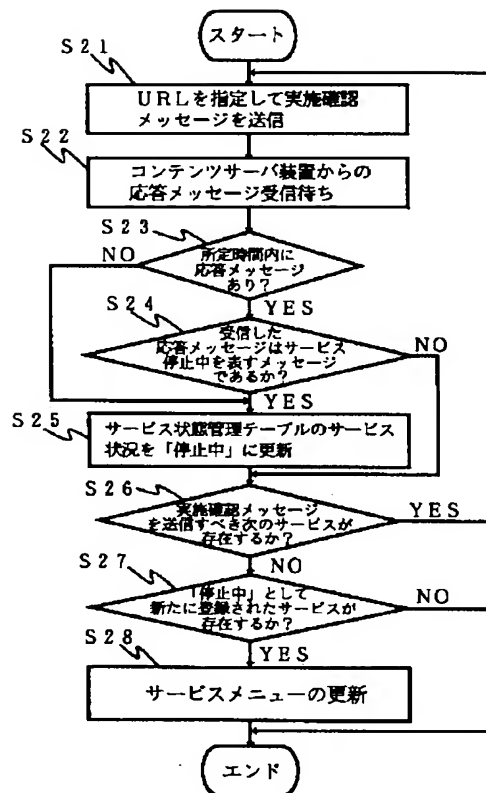 スタート
S21
URLを指定して実施確認
メッセージを送信
S22
コンテンツサーバ装置からの
応答メッセージ受信待ち
S23
NO
所定時間内に
応答メッセージ
あり?
YES
S24
受信した
応答メッセージはサービス
停止中を表すメッセージ
であるか?
NO
YES
S25
サービス状態管理テーブルのサービス
状況を「停止中」に更新
S26
実施確認メッセージ
を送信すべき次のサービスが
存在するか?
YES
NO
S27
「停止中」として
新たに登録されたサービスが
存在するか?
NO
YES
S28
サービスメニューの更新
エンド